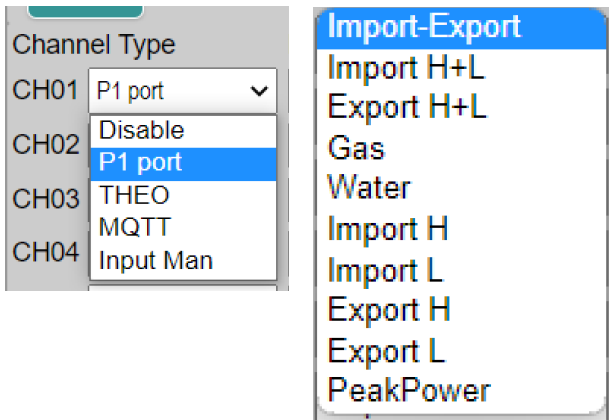 Channel Type
CH01 P1 port
Disable
CH02 P1 port
CH03 THEO
MQTT
CH04 Input Man
Import-Export
Import H+L
Export H+L
Gas
Water
Import H
Import L
Export H
Export L
PeakPower